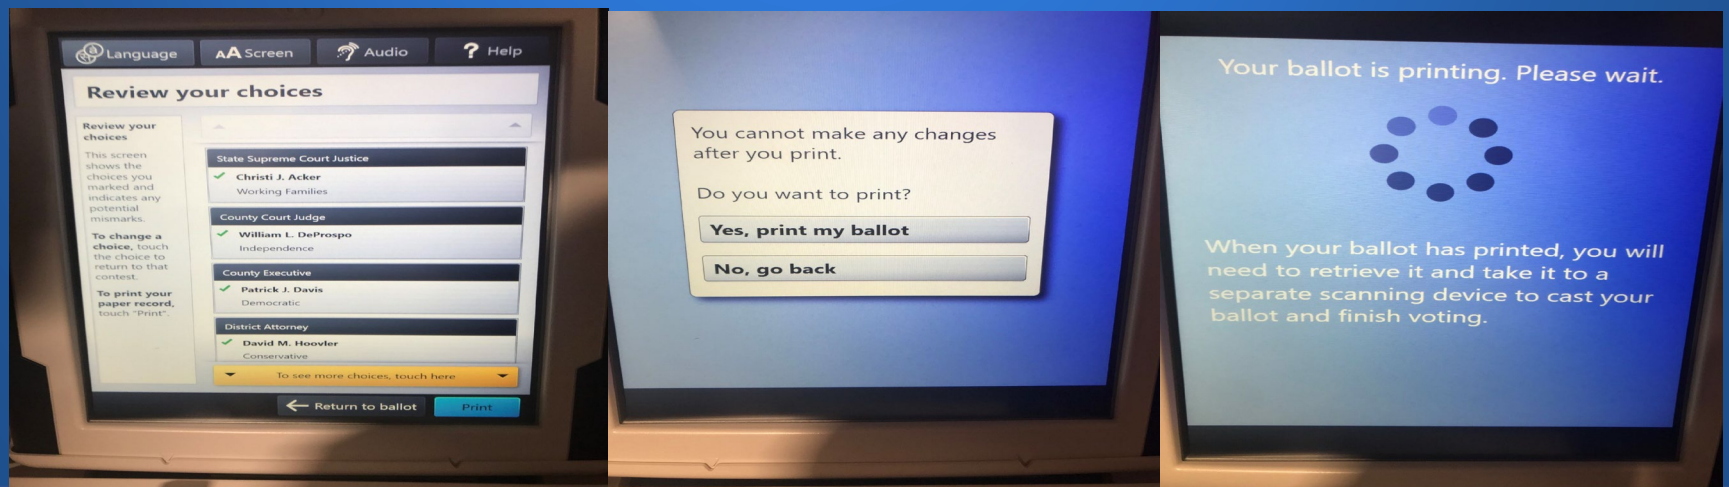 Language
AA Screen
Audio
? Help
Review your choices
Review your
choices
This screen
shows the
choices you
marked and
indicates any
potential
mismarks.
To change a
choice, touch
the choice to
return to that
contest.
To print your
paper record,
touch "Print".
State Supreme Court Justice
Christi J. Acker
Working Families
County Court Judge
William L. DeProspo
Independence
County Executive
Patrick J. Davis
Democratic
District Attorney
David M. Hoovler
Conservative
To see more choices, touch here
Return to ballot
Print
You cannot make any changes
after you print.
Do you want to print?
Yes, print my ballot
No, go back
Your ballot is printing. Please wait.
When your ballot has printed, you will
need to retrieve it and take it to a
separate scanning device to cast your
ballot and finish voting.